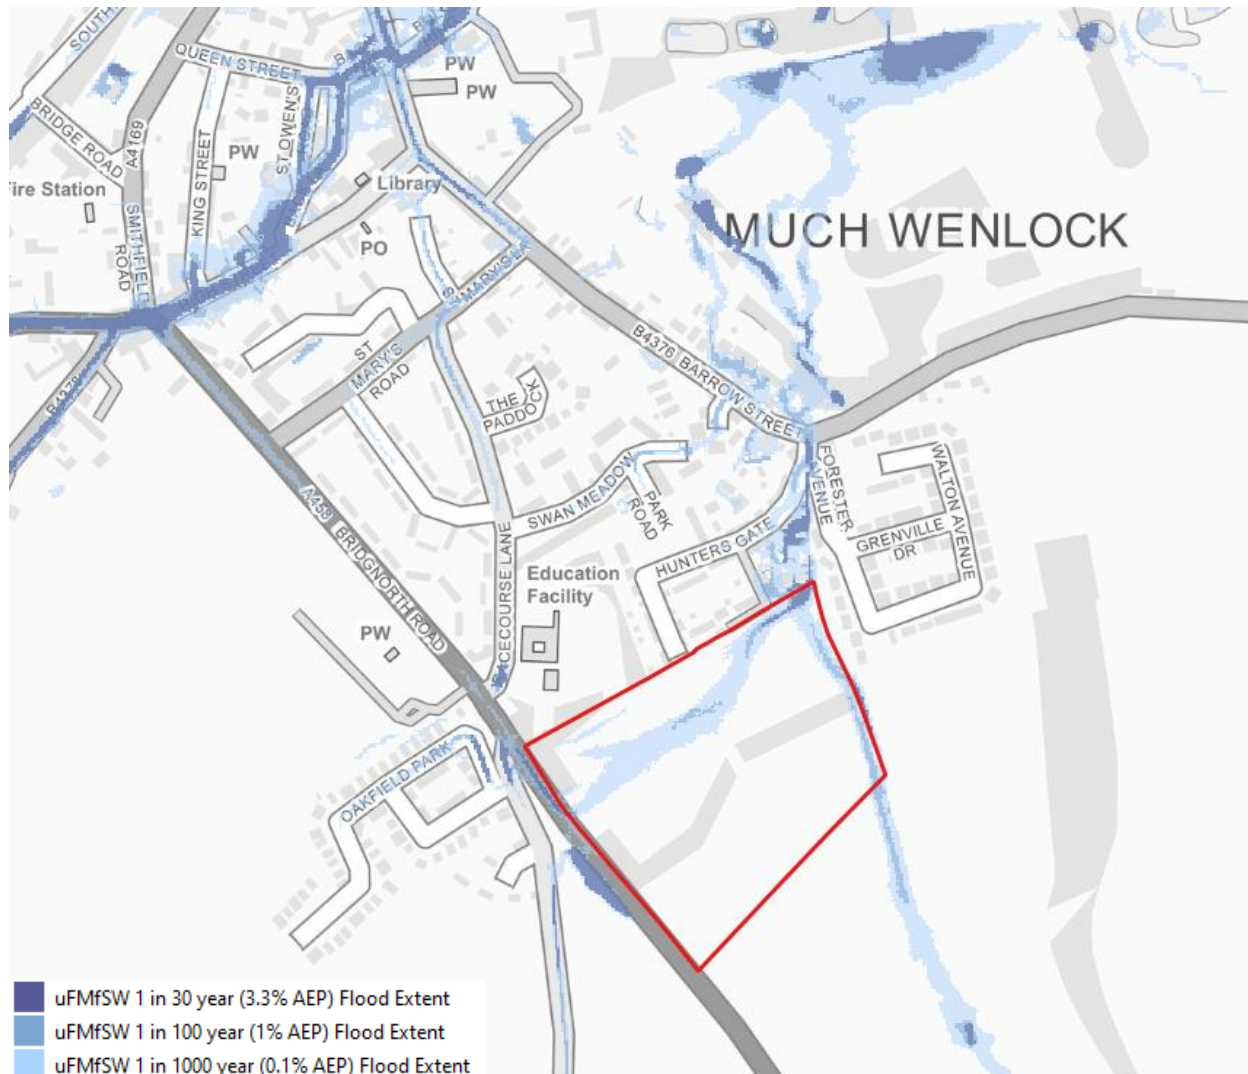 SOUTH
QUEEN STREET
PW
PW
BRIDGE ROAD
A4169
KING STREET
PW
ST OWEN'S
Library
Fire Station
SMITHFIELD
ROAD
PO
MUCH WENLOCK
ST MARY'S LA
ST
MARY'S
ROAD
B4376 BARROW STREET
B4378
THE
PADDOCK
A458 BRIDGNORTH ROAD
SWAN MEADOW
PARK
ROAD
FORESTER
AVENUE
WALTON AVENUE
GRENVILLE
DR
HUNTERS GATE
Education
Facility
RACECOURSE LANE
PW
OAKFIELD PARK
uFMfSW 1 in 30 year (3.3% AEP) Flood Extent
uFMfSW 1 in 100 year (1% AEP) Flood Extent
uFMfSW 1 in 1000 year (0.1% AEP) Flood Extent